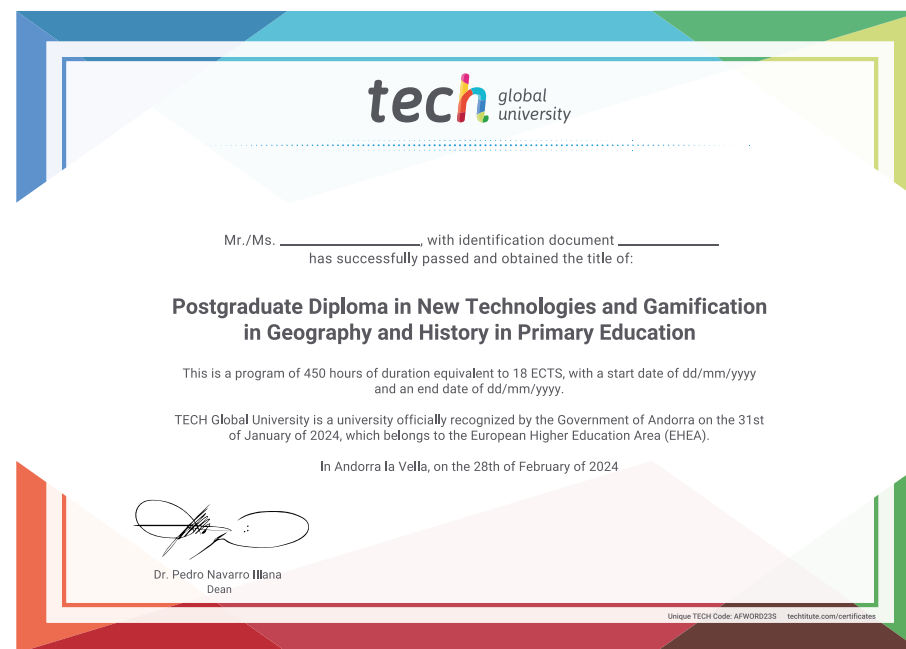 tech global
university
Mr./Ms. ____________, with identification document ____________
has successfully passed and obtained the title of:
Postgraduate Diploma in New Technologies and Gamification
in Geography and History in Primary Education
This is a program of 450 hours of duration equivalent to 18 ECTS, with a start date of dd/mm/yyyy
and an end date of dd/mm/yyyy.
TECH Global University is a university officially recognized by the Government of Andorra on the 31st
of January of 2024, which belongs to the European Higher Education Area (EHEA).
In Andorra la Vella, on the 28th of February of 2024
Dr. Pedro Navarro Illana
Dean
Unique TECH Code: AFWORD23S techtitute.com/certificates